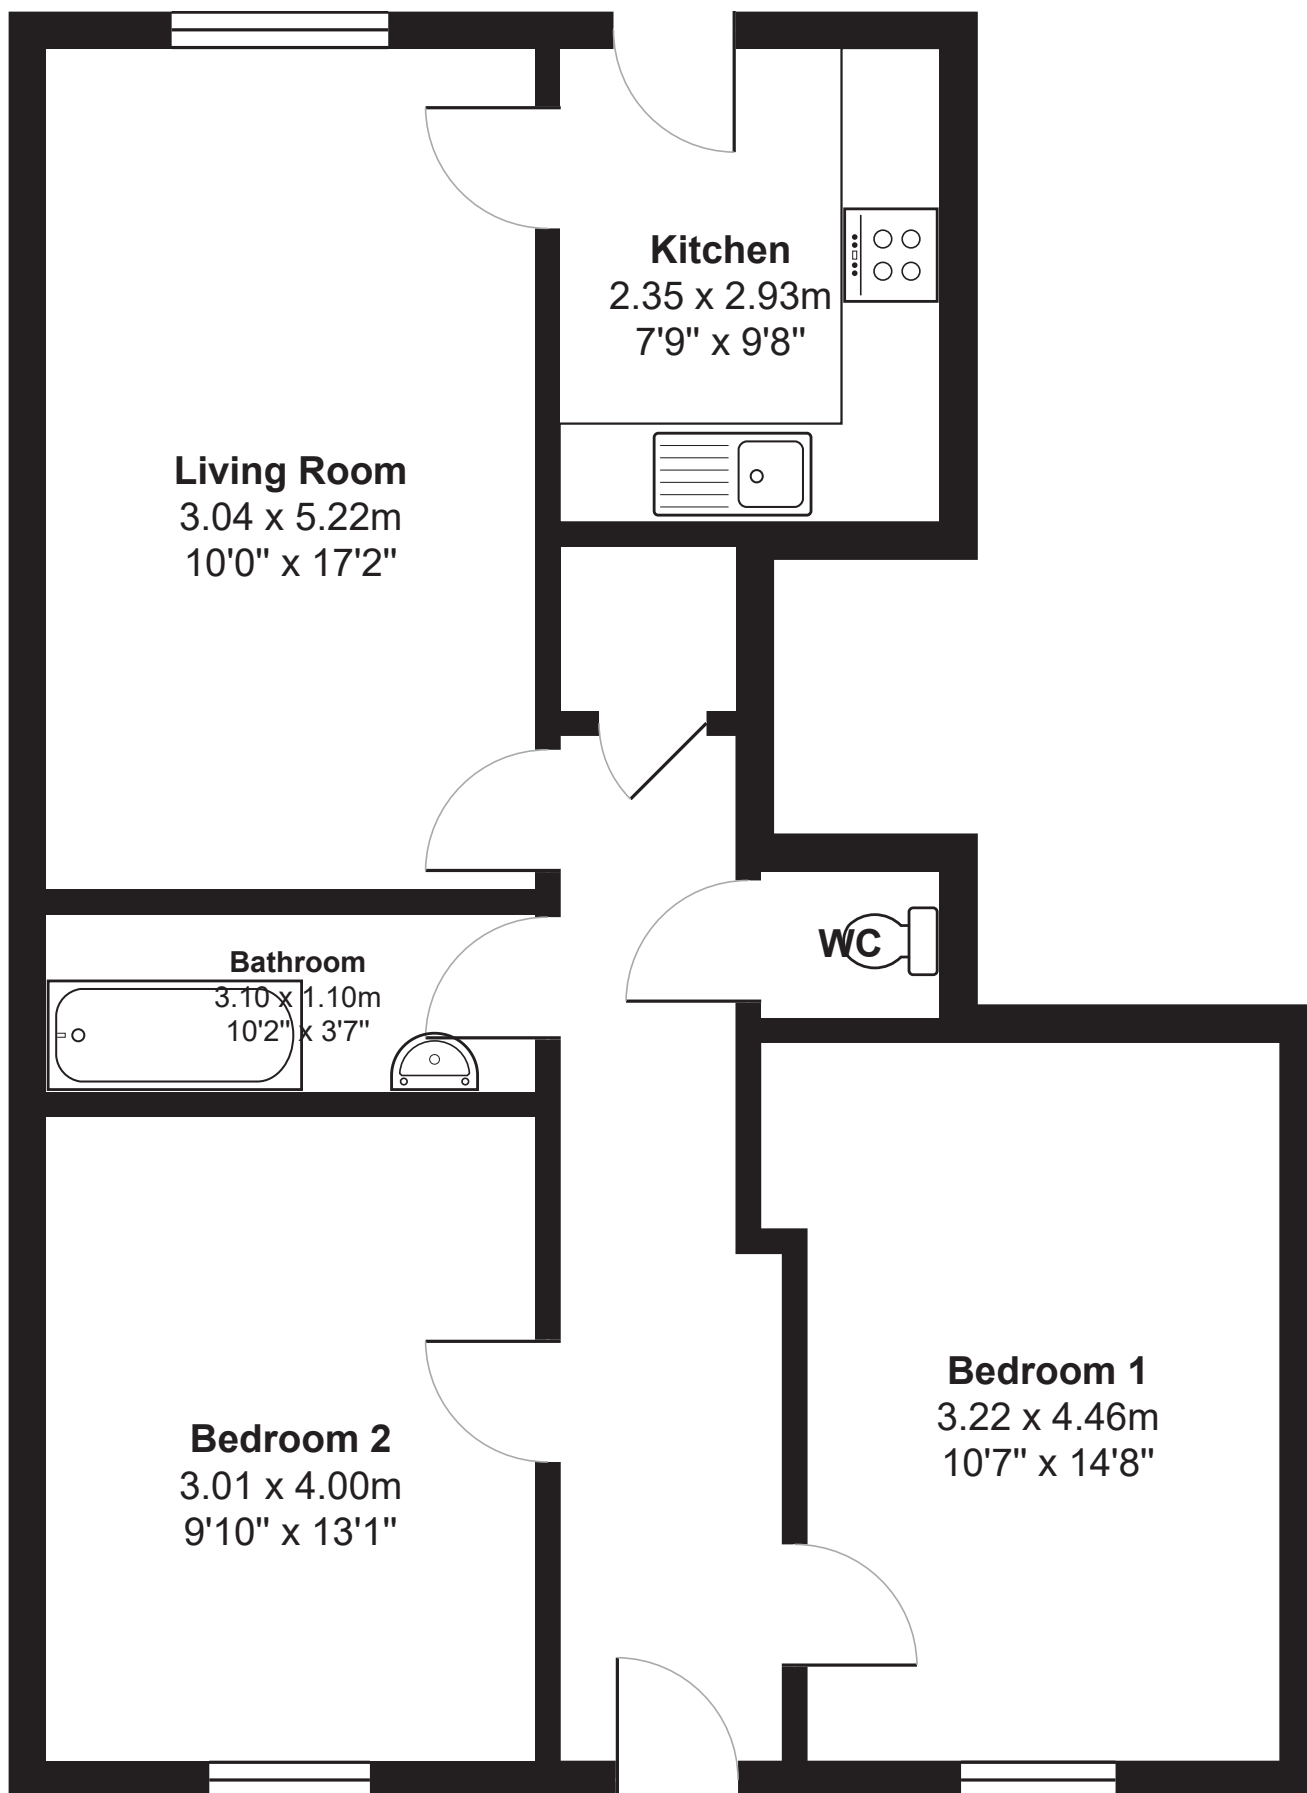 Kitchen
2.35 x 2.93m
7'9" x 9'8"
Living Room
3.04 x 5.22m
10'0" x 17'2"
WC
Bathroom
3.10 x 1.10m
10'2" x 3'7"
Bedroom 1
3.22 x 4.46m
10'7" x 14'8"
Bedroom 2
3.01 x 4.00m
9'10" x 13'1"